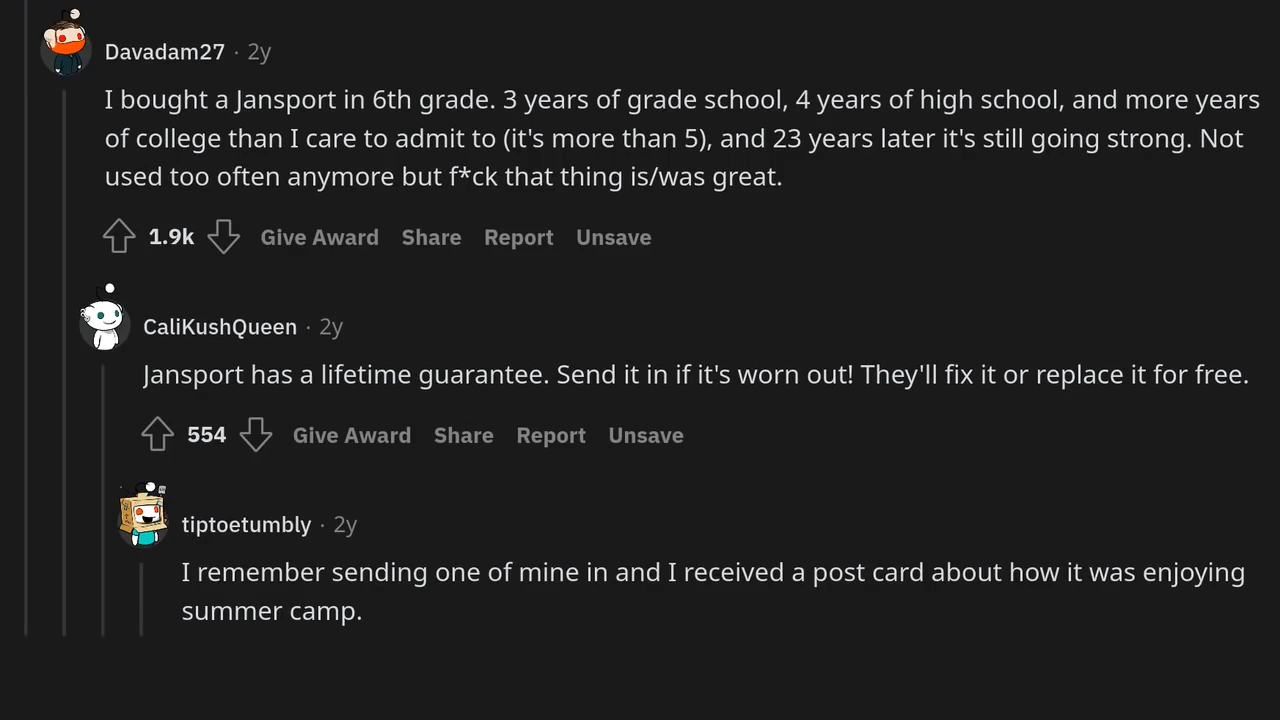 Davadam27 · 2y
I bought a Jansport in 6th grade. 3 years of grade school, 4 years of high school, and more years
of college than I care to admit to (it's more than 5), and 23 years later it's still going strong. Not
used too often anymore but f*ck that thing is/was great.
1.9k Give Award Share Report Unsave
CaliKushQueen · 2y
Jansport has a lifetime guarantee. Send it in if it's worn out! They'll fix it or replace it for free.
554 Give Award Share Report Unsave
tiptoetumbly · 2y
I remember sending one of mine in and I received a post card about how it was enjoying
summer camp.